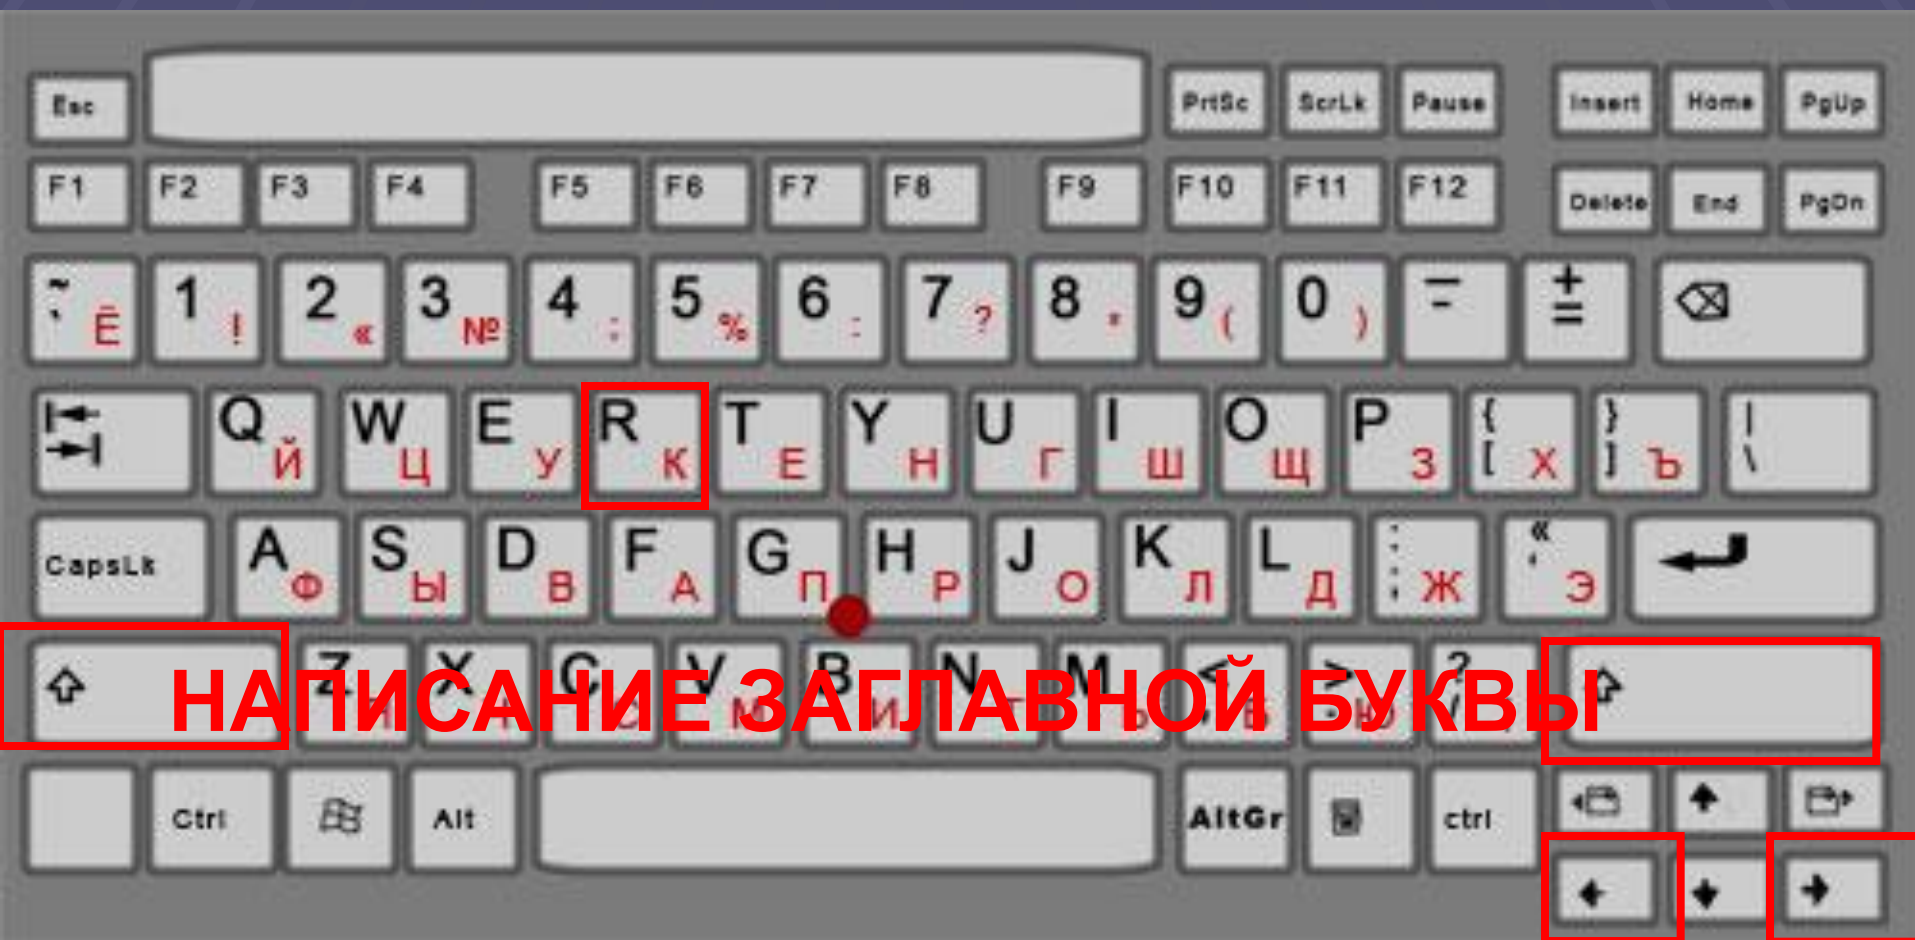 Esc PrtSc ScrLk Pause Insert Home PgUp
F1 F2 F3 F4 F5 F6 F7 F8 F9 F10 F11 F12 Delete End PgDn
~ ` Ё 1 ! 2 « 3 № 4 ; 5 % 6 : 7 ? 8 * 9 ( 0 ) — - + =
Q Й W Ц E У R К T Е Y Н U Г I Ш O Щ P З { [ Х } ] Ъ | \
CapsLk A Ф S Ы D В F А G П H Р J О K Л L Д : ; Ж « ‘ Э
Z X C С V М B И N Т M Ь < Б > Ю ?
НАПИСАНИЕ ЗАГЛАВНОЙ БУКВЫ
Ctrl Alt AltGr ctrl